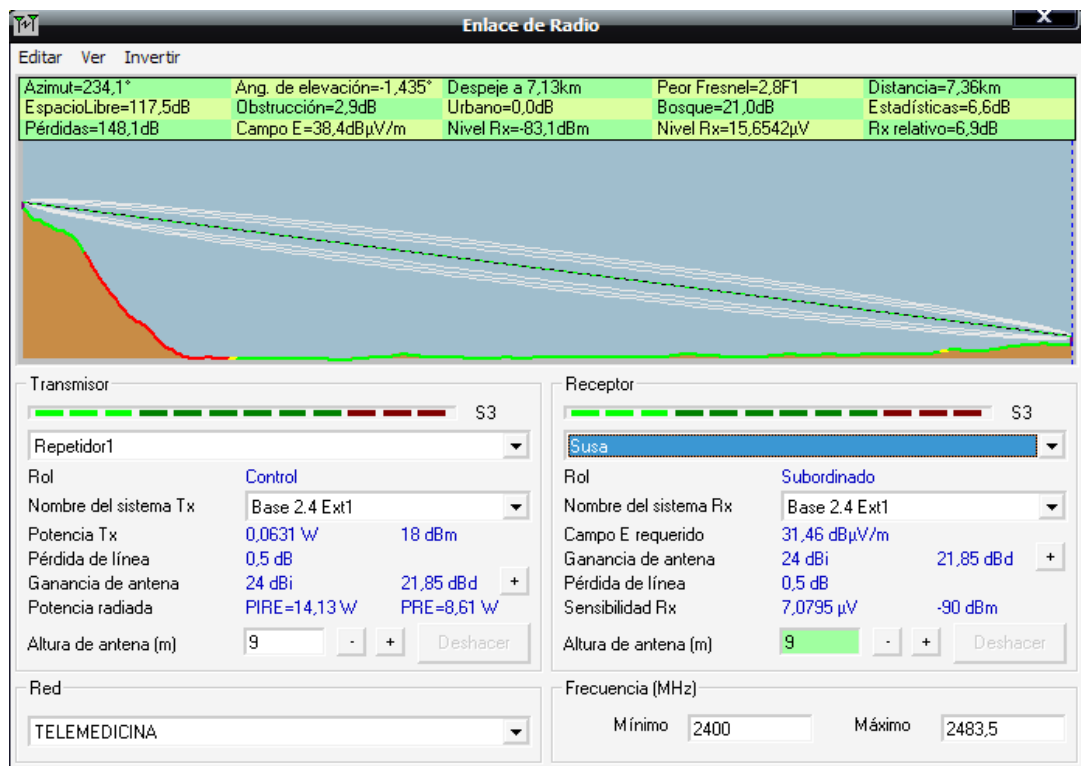 Enlace de Radio X
Editar Ver Invertir
Azimut=234,1° Ang. de elevación=-1,435° Despeje a 7,13km Peor Fresnel=2,8F1 Distancia=7,36km
EspacioLibre=117,5dB Obstrucción=2,9dB Urbano=0,0dB Bosque=21,0dB Estadísticas=6,6dB
Pérdidas=148,1dB Campo E=38,4dBµV/m Nivel Rx=-83,1dBm Nivel Rx=15,6542µV Rx relativo=6,9dB
Transmisor
S3
Repetidor1
Rol Control
Nombre del sistema Tx Base 2.4 Ext1
Potencia Tx 0,0631 W 18 dBm
Pérdida de línea 0,5 dB
Ganancia de antena 24 dBi 21,85 dBd +
Potencia radiada PIRE=14,13 W PRE=8,61 W
Altura de antena (m) 9 - + Deshacer
Red
TELEMEDICINA
Receptor
S3
Susa
Rol Subordinado
Nombre del sistema Rx Base 2.4 Ext1
Campo E requerido 31,46 dBµV/m
Ganancia de antena 24 dBi 21,85 dBd +
Pérdida de línea 0,5 dB
Sensibilidad Rx 7,0795 µV -90 dBm
Altura de antena (m) 9 - + Deshacer
Frecuencia (MHz)
Mínimo 2400 Máximo 2483,5